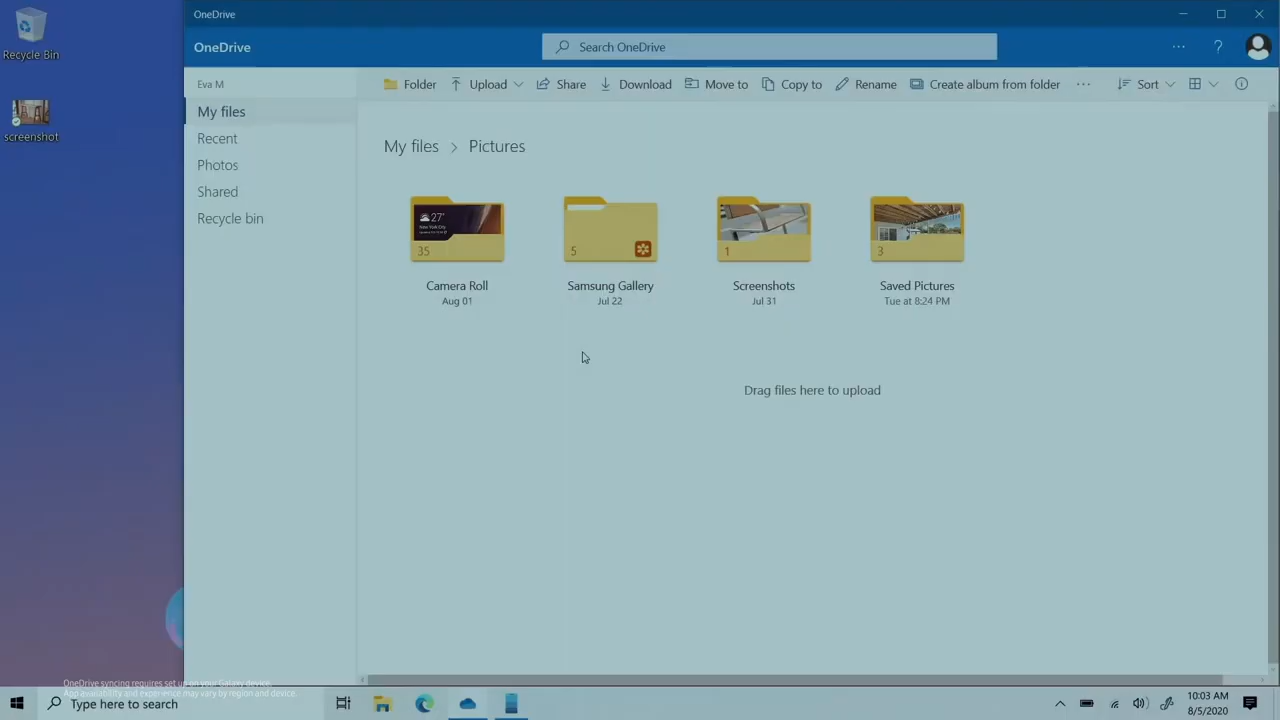 Recycle Bin
screenshot
OneDrive
OneDrive
Search OneDrive
?
Eva M
My files
Recent
Photos
Shared
Recycle bin
Folder Upload Share Download Move to Copy to Rename Create album from folder Sort
My files > Pictures
27°
New York City
35 5 1 3
Camera Roll Samsung Gallery Screenshots Saved Pictures
Aug 01 Jul 22 Jul 31 Tue at 8:24 PM
Drag files here to upload
OneDrive syncing requires set up on your Galaxy device.
App availability and experience may vary by region and device.
Type here to search
10:03 AM
8/5/2020